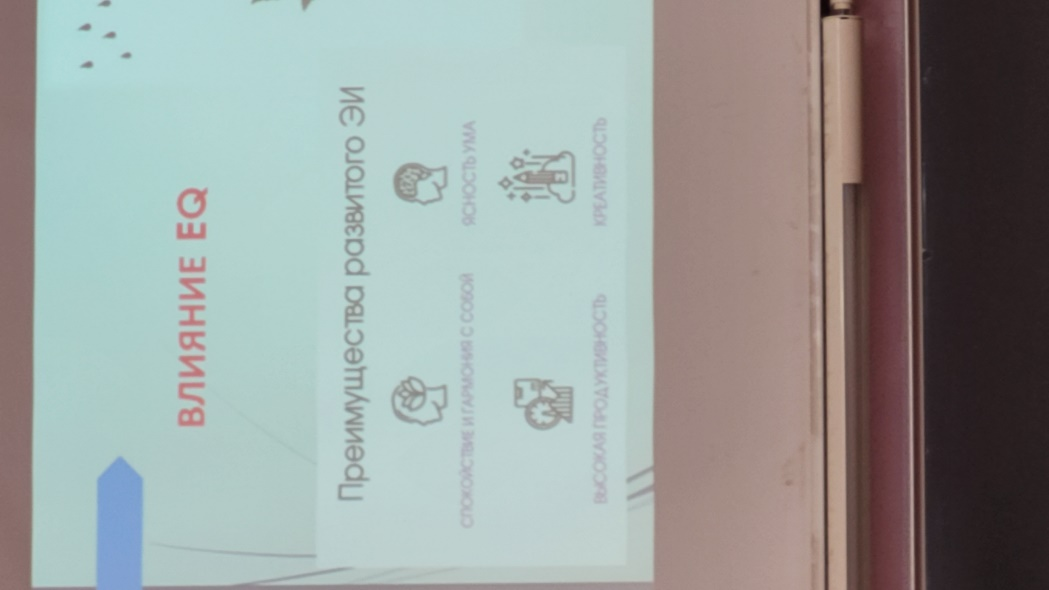 ВЛИЯНИЕ EQ
Преимущества развитого ЭИ
СПОКОЙСТВИЕ И ГАРМОНИЯ С СОБОЙ
ЯСНОСТЬ УМА
ВЫСОКАЯ ПРОДУКТИВНОСТЬ
КРЕАТИВНОСТЬ